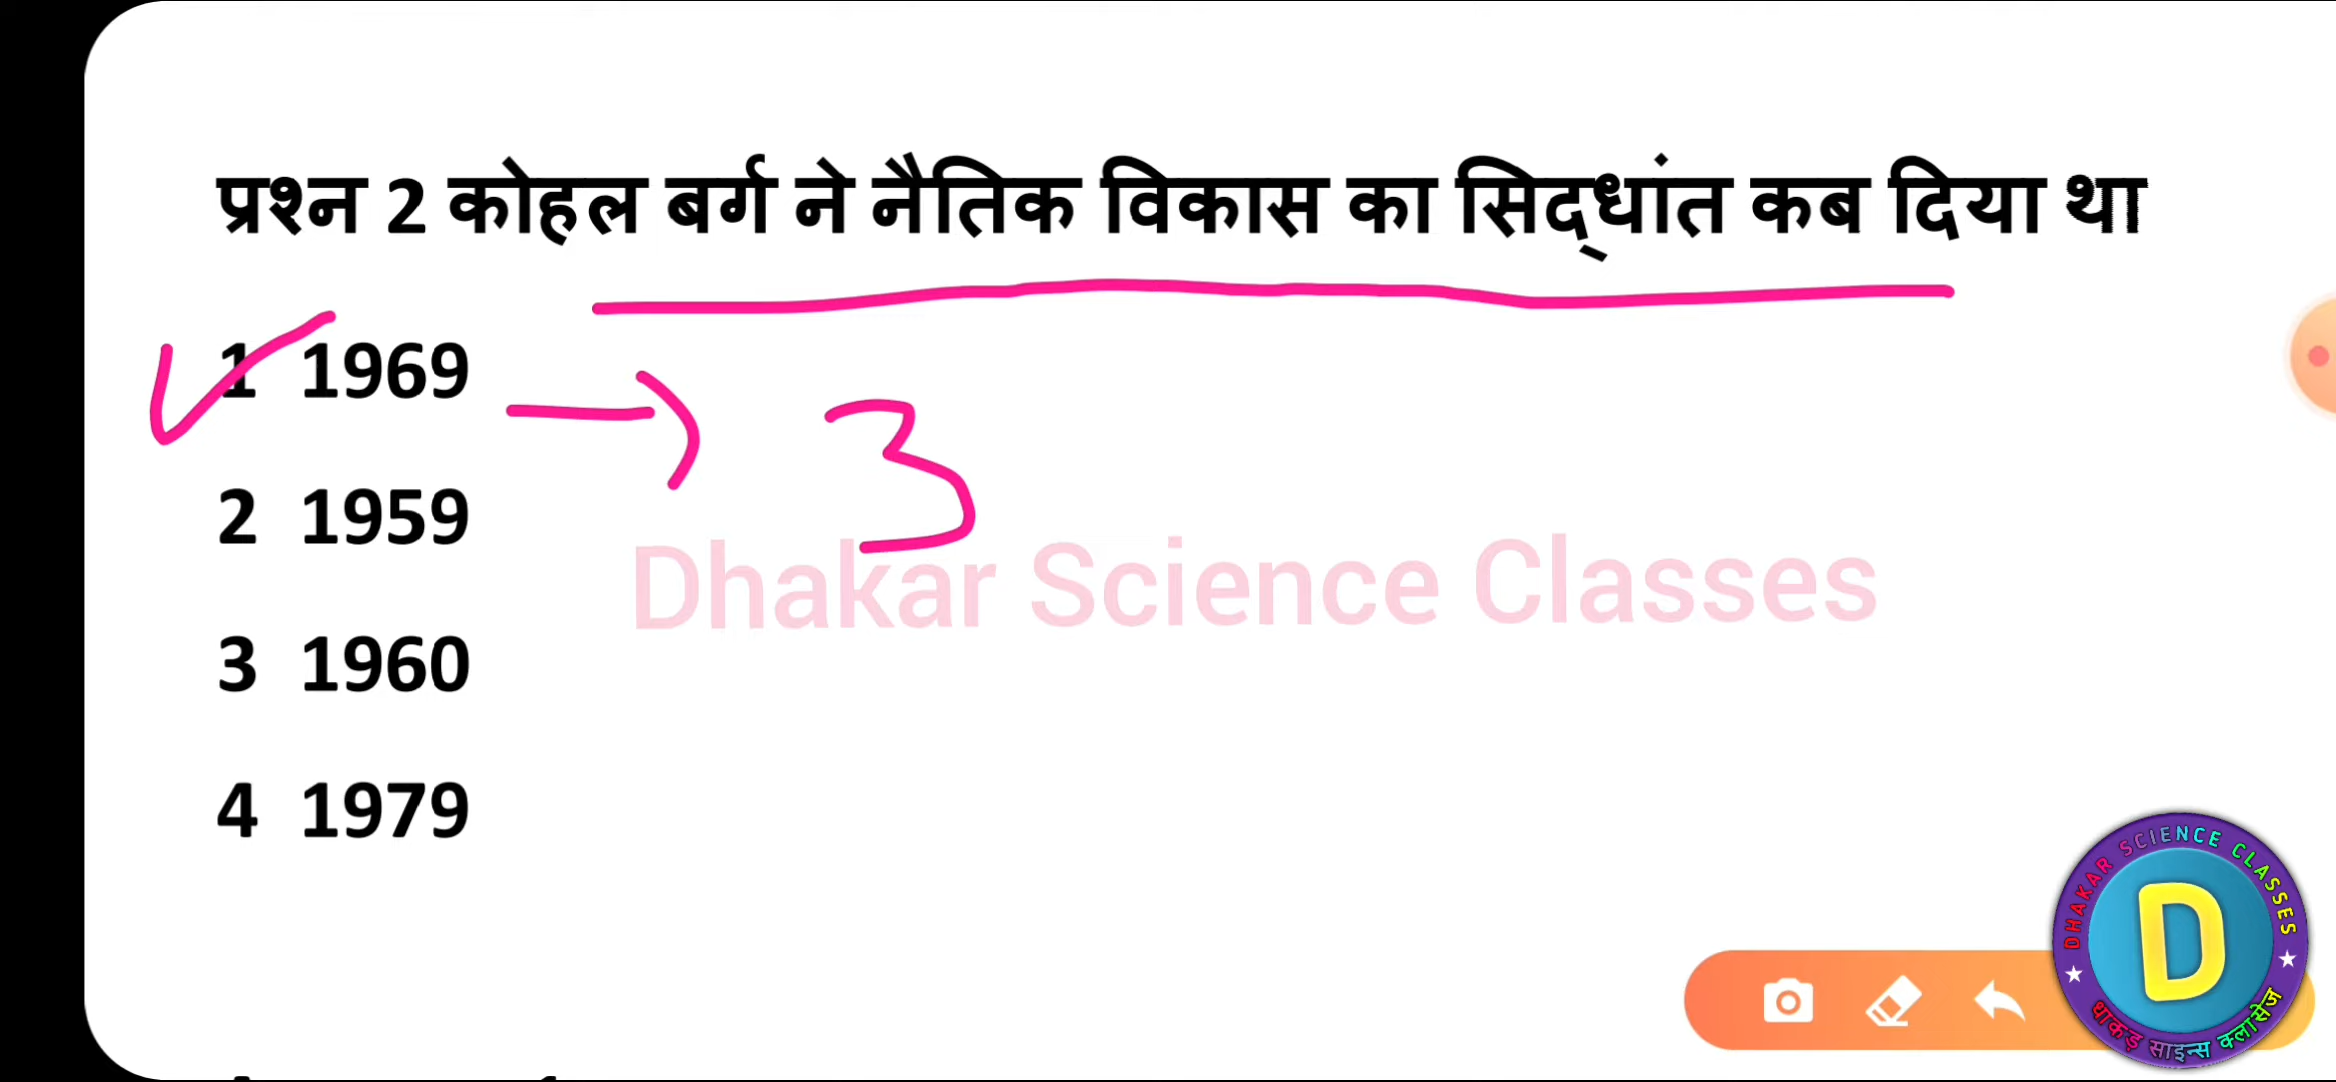 प्रश्न 2 कोहल बर्ग ने नैतिक विकास का सिद्धांत कब दिया था
1 1969
3
2 1959
Dhakar Science Classes
3 1960
4 1979
DHAKAR SCIENCE CLASSES
D
धाकड़ साइन्स क्लासेज